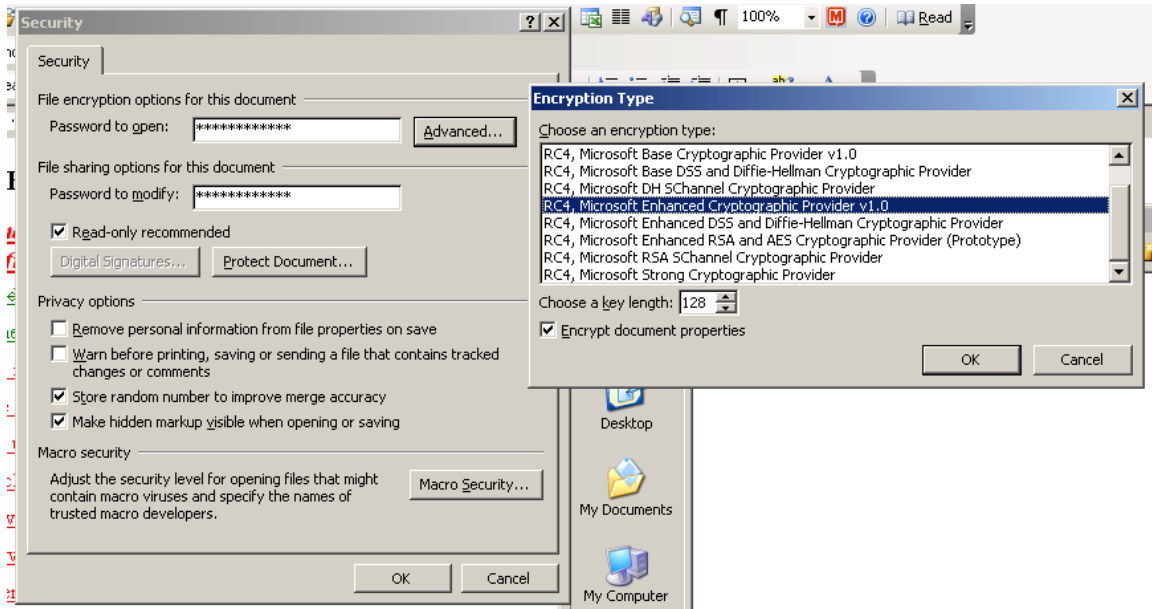 Security
Security
File encryption options for this document
Password to open: ************
Advanced...
File sharing options for this document
Password to modify: ************
Read-only recommended
Digital Signatures...
Protect Document...
Privacy options
Remove personal information from file properties on save
Warn before printing, saving or sending a file that contains tracked
changes or comments
Store random number to improve merge accuracy
Make hidden markup visible when opening or saving
Macro security
Adjust the security level for opening files that might
contain macro viruses and specify the names of
trusted macro developers.
Macro Security...
OK
Cancel
100%
Read
Encryption Type
Choose an encryption type:
RC4, Microsoft Base Cryptographic Provider v1.0
RC4, Microsoft Base DSS and Diffie-Hellman Cryptographic Provider
RC4, Microsoft DH SChannel Cryptographic Provider
RC4, Microsoft Enhanced Cryptographic Provider v1.0
RC4, Microsoft Enhanced DSS and Diffie-Hellman Cryptographic Provider
RC4, Microsoft Enhanced RSA and AES Cryptographic Provider (Prototype)
RC4, Microsoft RSA SChannel Cryptographic Provider
RC4, Microsoft Strong Cryptographic Provider
Choose a key length: 128
Encrypt document properties
OK
Cancel
Desktop
My Documents
My Computer